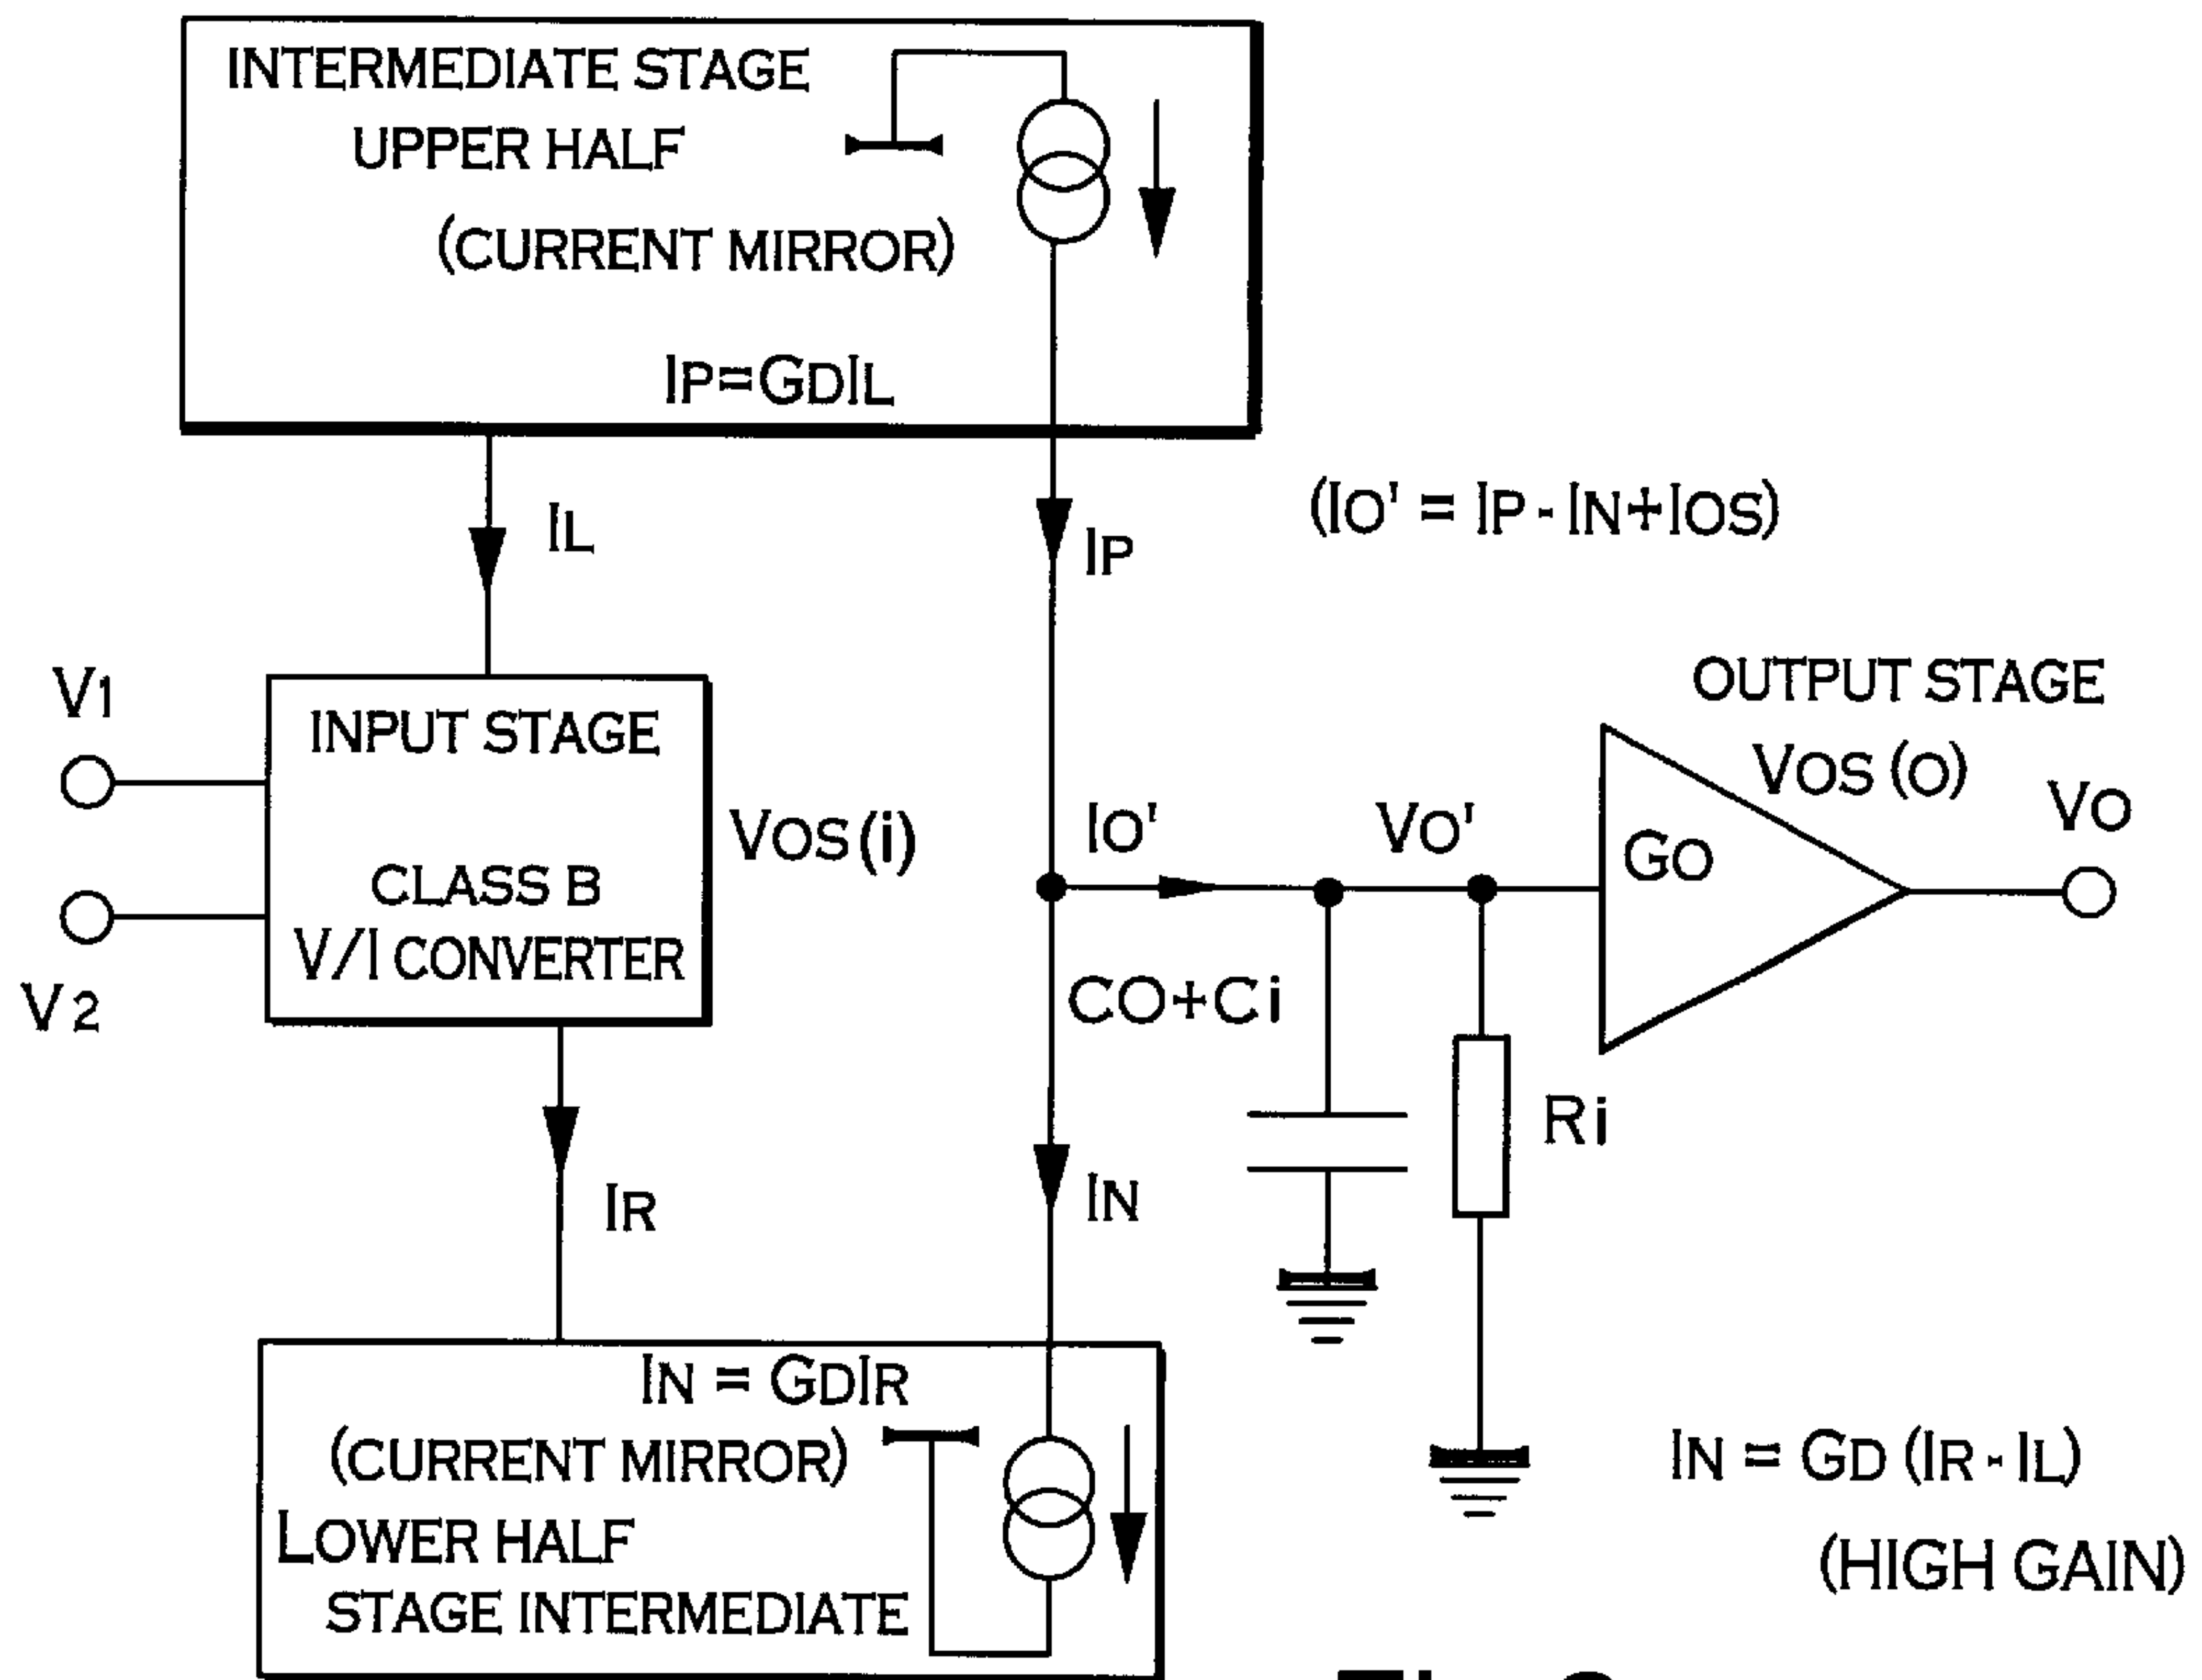 INTERMEDIATE STAGE
UPPER HALF
(CURRENT MIRROR)
IP=GDIL
IL
IP
(IO' = IP - IN+IOS)
V1
V2
INPUT STAGE
CLASS B
V/I CONVERTER
VOS(i)
IO'
VO'
OUTPUT STAGE
VOS (O)
GO
VO
CO+Ci
Ri
IR
IN
IN = GDIR
(CURRENT MIRROR)
LOWER HALF
STAGE INTERMEDIATE
IN = GD (IR - IL)
(HIGH GAIN)